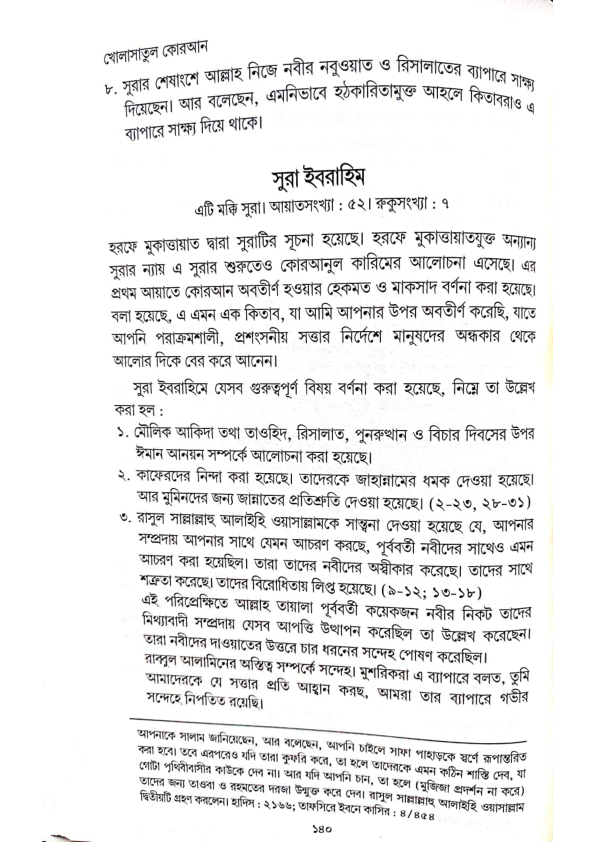 খোলাসাতুল কোরআন
৮. সুরার শেষাংশে আল্লাহ নিজে নবীর নবুওয়াত ও রিসালাতের ব্যাপারে সাক্ষ্য
দিয়েছেন। আর বলেছেন, এমনিভাবে হঠকারিতামুক্ত আহলে কিতাবরাও এ
ব্যাপারে সাক্ষ্য দিয়ে থাকে।
সুরা ইবরাহিম
এটি মক্কি সুরা। আয়াতসংখ্যা : ৫২। রুকুসংখ্যা : ৭
হরফে মুকাত্তায়াত দ্বারা সুরাটির সূচনা হয়েছে। হরফে মুকাত্তায়াতযুক্ত অন্যান্য
সুরার ন্যায় এ সুরার শুরুতেও কোরআনুল কারিমের আলোচনা এসেছে। এর
প্রথম আয়াতে কোরআন অবতীর্ণ হওয়ার হেকমত ও মাকসাদ বর্ণনা করা হয়েছে।
বলা হয়েছে, এ এমন এক কিতাব, যা আমি আপনার উপর অবতীর্ণ করেছি, যাতে
আপনি পরাক্রমশালী, প্রশংসনীয় সত্তার নির্দেশে মানুষদের অন্ধকার থেকে
আলোর দিকে বের করে আনেন।
সুরা ইবরাহিমে যেসব গুরুত্বপূর্ণ বিষয় বর্ণনা করা হয়েছে, নিম্নে তা উল্লেখ
করা হল :
১. মৌলিক আকিদা তথা তাওহিদ, রিসালাত, পুনরুত্থান ও বিচার দিবসের উপর
ঈমান আনয়ন সম্পর্কে আলোচনা করা হয়েছে।
২. কাফেরদের নিন্দা করা হয়েছে। তাদেরকে জাহান্নামের ধমক দেওয়া হয়েছে।
আর মুমিনদের জন্য জান্নাতের প্রতিশ্রুতি দেওয়া হয়েছে। (২-২৩, ২৮-৩১)
৩. রাসুল সাল্লাল্লাহু আলাইহি ওয়াসাল্লামকে সান্ত্বনা দেওয়া হয়েছে যে, আপনার
সম্প্রদায় আপনার সাথে যেমন আচরণ করছে, পূর্ববর্তী নবীদের সাথেও এমন
আচরণ করা হয়েছিল। তারা তাদের নবীদের অস্বীকার করেছে। তাদের সাথে
শত্রুতা করেছে। তাদের বিরোধিতায় লিপ্ত হয়েছে। (৯-১২; ১৩-১৮)
এই পরিপ্রেক্ষিতে আল্লাহ তায়ালা পূর্ববর্তী কয়েকজন নবীর নিকট তাদের
মিথ্যাবাদী সম্প্রদায় যেসব আপত্তি উত্থাপন করেছিল তা উল্লেখ করেছেন।
তারা নবীদের দাওয়াতের উত্তরে চার ধরনের সন্দেহ পোষণ করেছিল।
রাব্বুল আলামিনের অস্তিত্ব সম্পর্কে সন্দেহ। মুশরিকরা এ ব্যাপারে বলত, তুমি
আমাদেরকে যে সত্তার প্রতি আহ্বান করছ, আমরা তার ব্যাপারে গভীর
সন্দেহে নিপতিত রয়েছি।
আপনাকে সালাম জানিয়েছেন, আর বলেছেন, আপনি চাইলে সাফা পাহাড়কে স্বর্ণে রূপান্তরিত
করা হবে। তবে এরপরেও যদি তারা কুফরি করে, তা হলে তাদেরকে এমন কঠিন শাস্তি দেব, যা
গোটা পৃথিবীবাসীর কাউকে দেব না। আর যদি আপনি চান, তা হলে (মুজিজা প্রদর্শন না করে)
তাদের জন্য তাওবা ও রহমতের দরজা উন্মুক্ত করে দেব। রাসুল সাল্লাল্লাহু আলাইহি ওয়াসাল্লাম
দ্বিতীয়টি গ্রহণ করলেন। হাদিস : ২১৬৬; তাফসিরে ইবনে কাসির : ৪/৪৫৪
১৪০